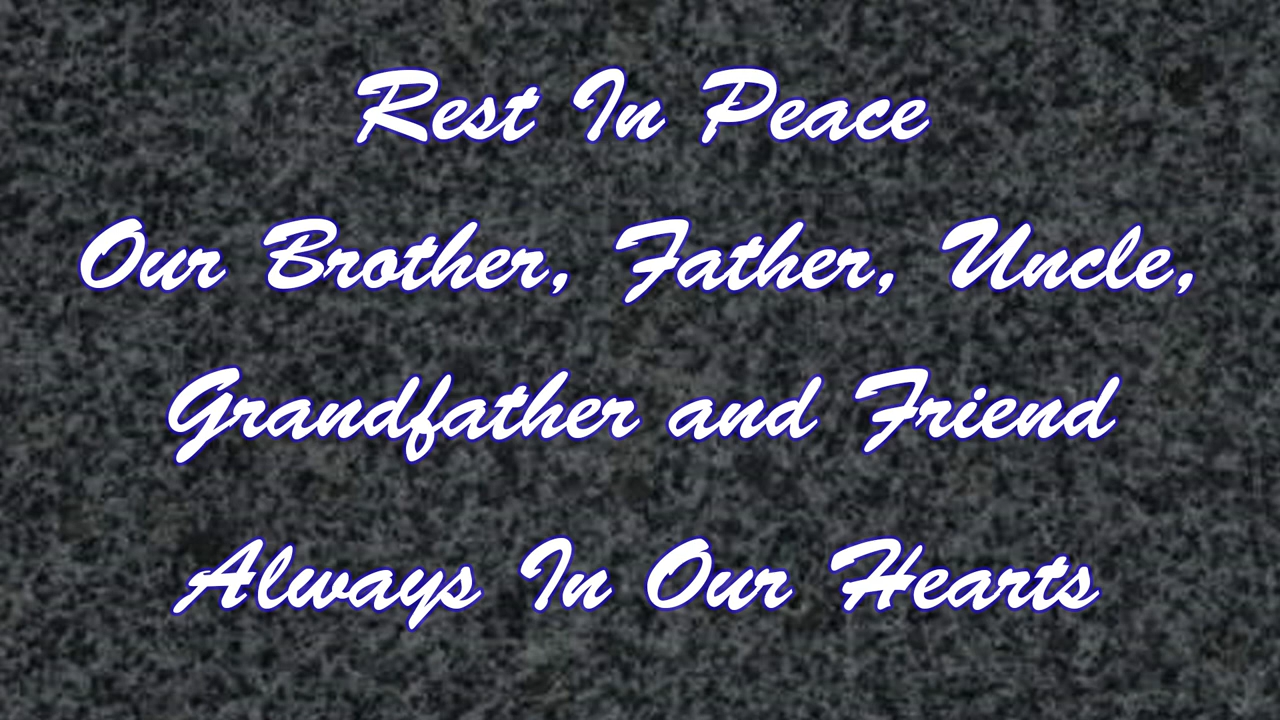 Rest In Peace
Our Brother, Father, Uncle,
Grandfather and Friend
Always In Our Hearts